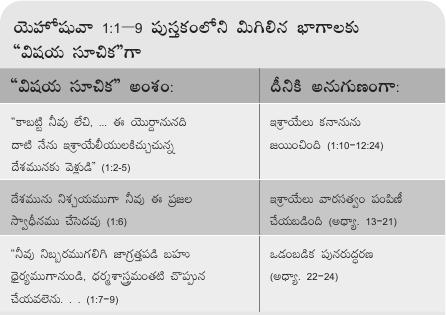 యెహోషువా 1:1—9 పుస్తకంలోని మిగిలిన భాగాలకు
“విషయ సూచిక”గా
“విషయ సూచిక” అంశం:
దీనికి అనుగుణంగా:
“కాబట్టి నీవు లేచి, ... ఈ యొర్దానునది
దాటి నేను ఇశ్రాయేలీయులకిచ్చుచున్న
దేశమునకు వెళ్లుడి” (1:2-5)
ఇశ్రాయేలు కనానును
జయించింది (1:10–12:24)
దేశమును నిశ్చయముగా నీవు ఈ ప్రజల
స్వాధీనము చేసెదవు (1:6)
ఇశ్రాయేలు వారసత్వం పంపిణీ
చేయబడింది (అధ్యా. 13–21)
“నీవు నిబ్బరముగలిగి జాగ్రత్తపడి బహు
ధైర్యముగానుండి, ధర్మశాస్త్రమంతటి చొప్పున
చేయవలెను. . . (1:7–9)
ఒడంబడిక పునరుద్ధరణ
(అధ్యా. 22–24)